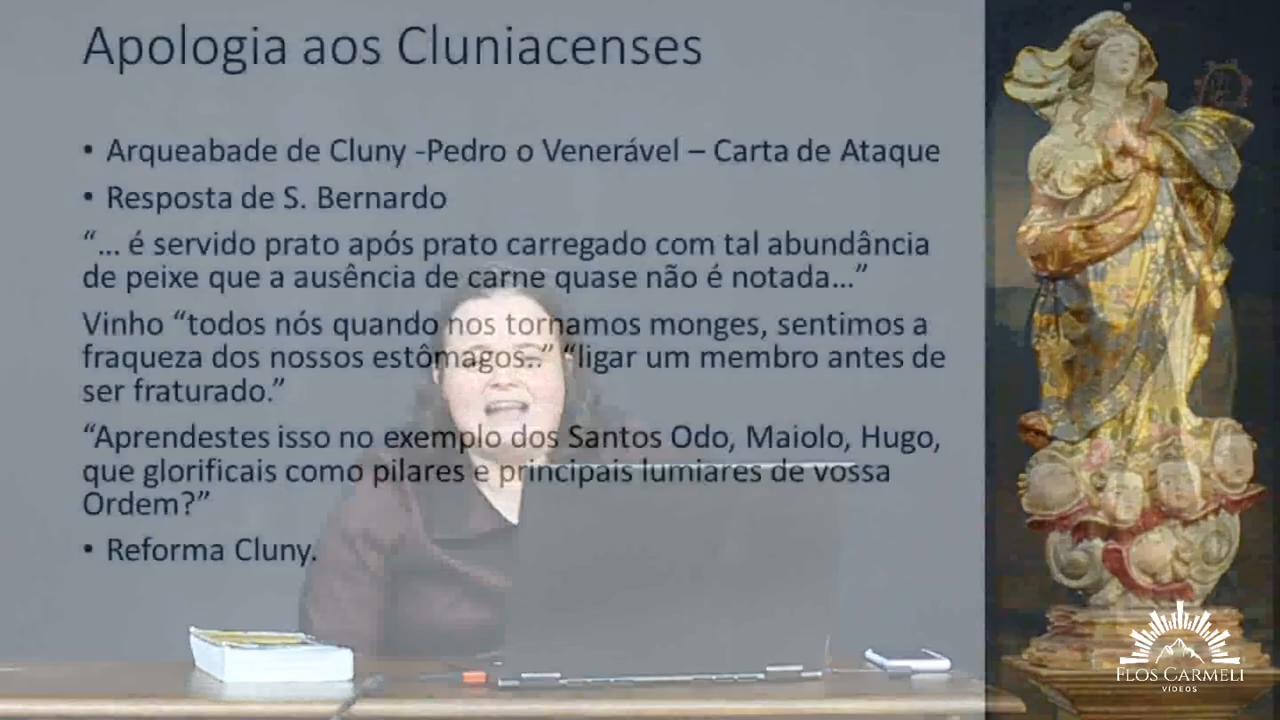 Apologia aos Cluniacenses
• Arqueabade de Cluny -Pedro o Venerável – Carta de Ataque
• Resposta de S. Bernardo
“... é servido prato após prato carregado com tal abundância
de peixe que a ausência de carne quase não é notada...”
Vinho “todos nós quando nos tornamos monges, sentimos a
fraqueza dos nossos estômagos..” “ligar um membro antes de
ser fraturado.”
“Aprendestes isso no exemplo dos Santos Odo, Maiolo, Hugo,
que glorificais como pilares e principais lumiares de vossa
Ordem?”
• Reforma Cluny.
FLOS CARMELI
VÍDEOS